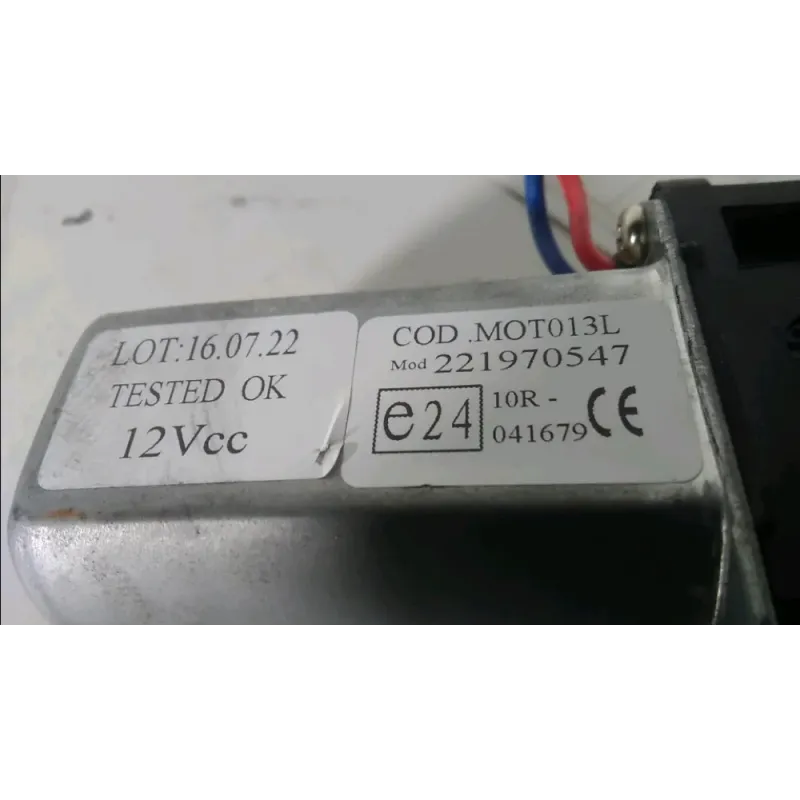 LOT:16.07.22
TESTED OK
12Vcc
COD .MOT013L
Mod 221970547
e24
10R -
041679
CE